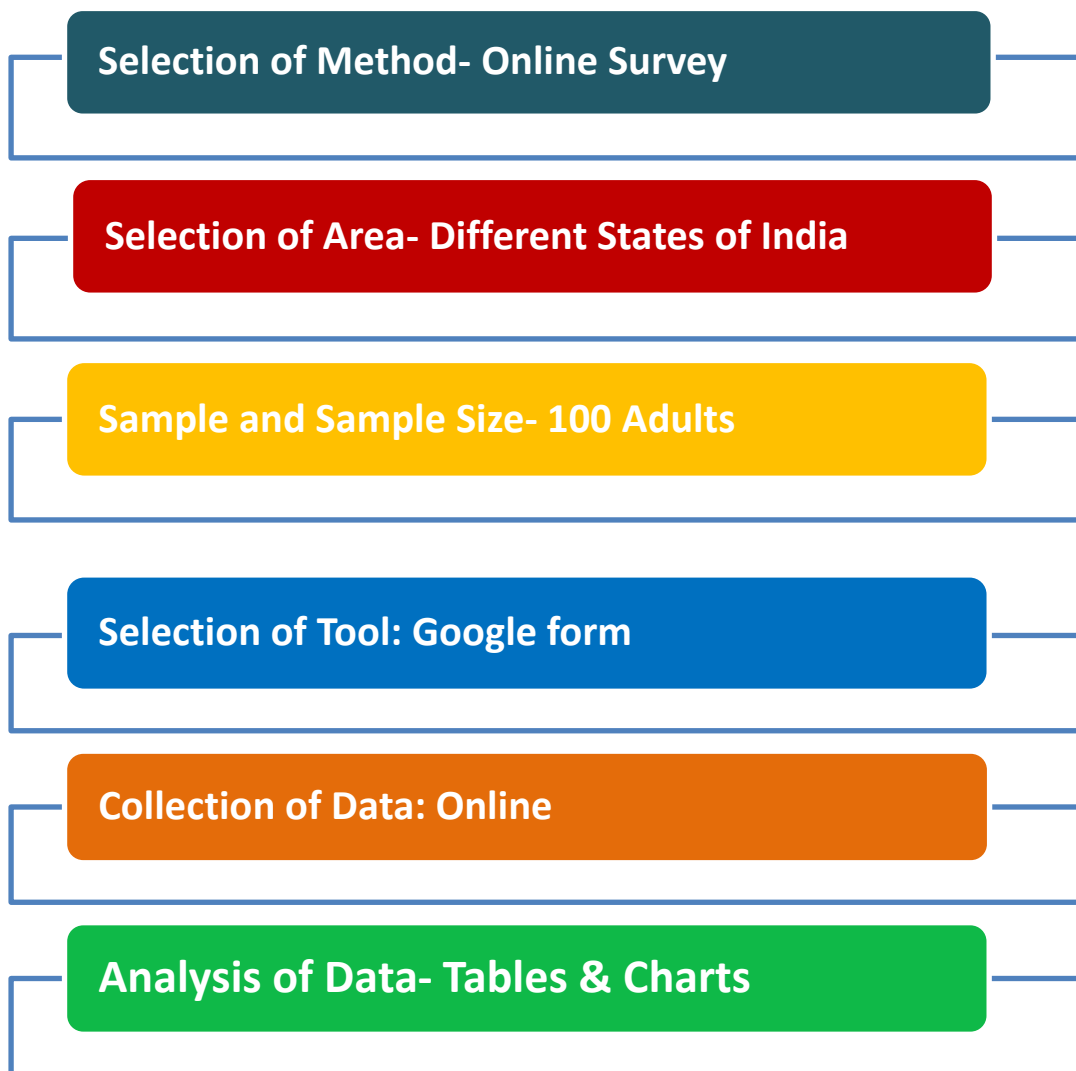 Selection of Method- Online Survey
Selection of Area- Different States of India
Sample and Sample Size- 100 Adults
Selection of Tool: Google form
Collection of Data: Online
Analysis of Data- Tables & Charts